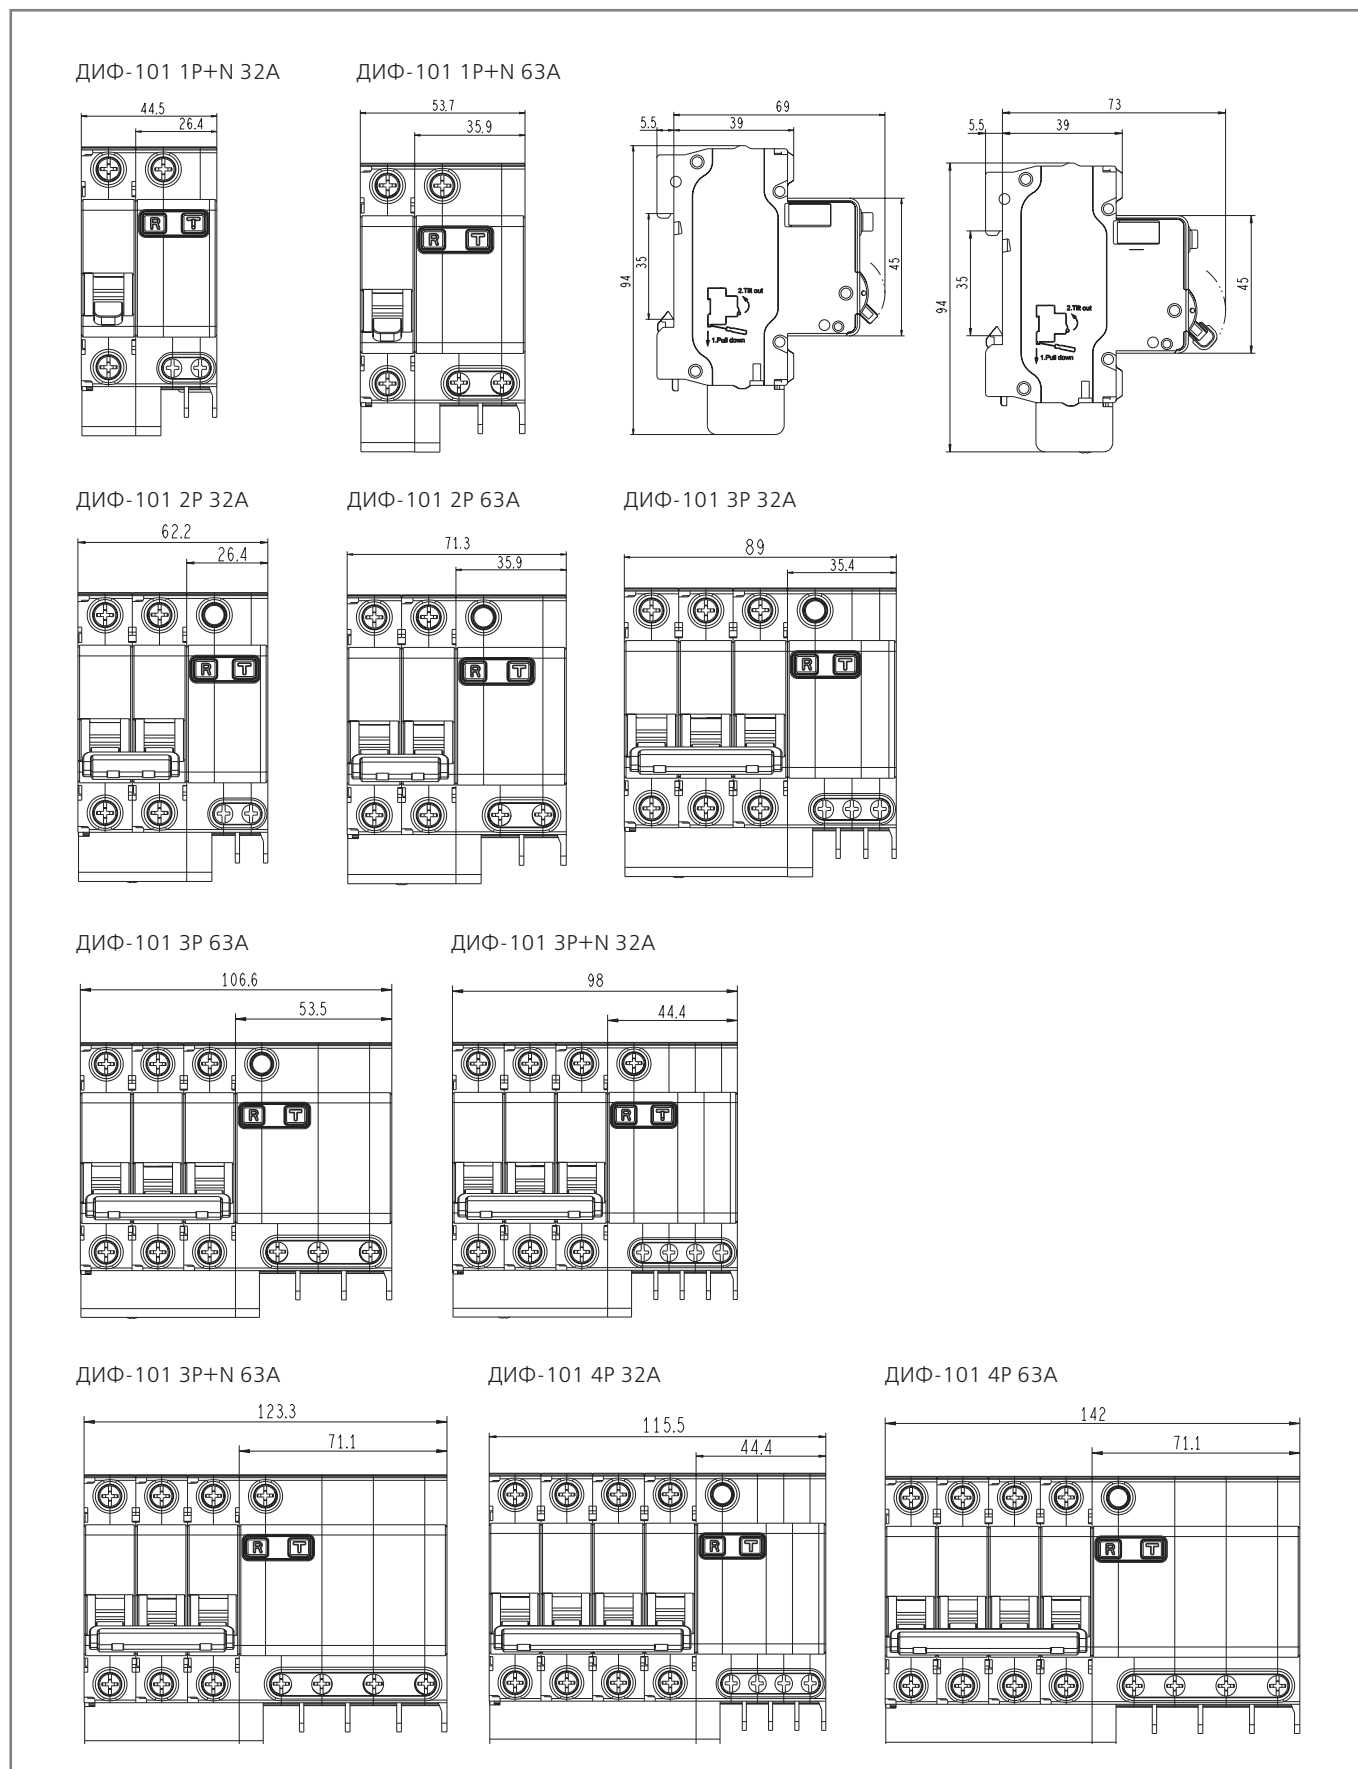 ДИФ-101 1P+N 32A
ДИФ-101 1P+N 63A
44.5
26.4
53.7
35.9
69
5.5
39
73
5.5
39
R T
R T
94
35
45
2.Tilt out
1.Pull down
94
35
45
2.Tilt out
1.Pull down
ДИФ-101 2P 32A
ДИФ-101 2P 63A
ДИФ-101 3P 32A
62.2
26.4
71.3
35.9
89
35.4
R T
R T
R T
ДИФ-101 3P 63A
ДИФ-101 3P+N 32A
106.6
53.5
98
44.4
R T
R T
ДИФ-101 3P+N 63A
ДИФ-101 4P 32A
ДИФ-101 4P 63A
123.3
71.1
115.5
44.4
142
71.1
R T
R T
R T